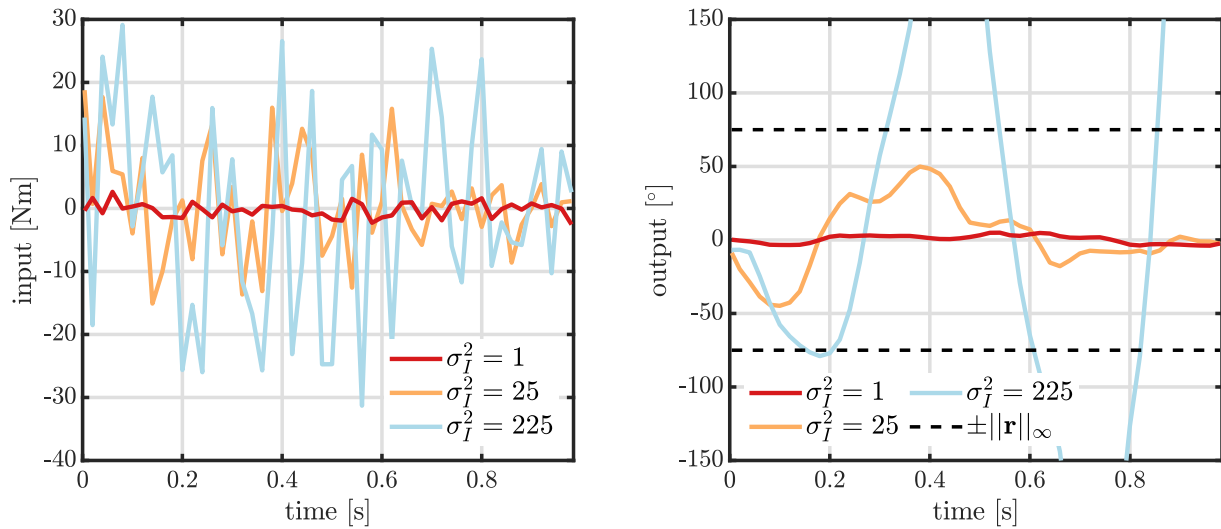 30
20
10
0
-10
-20
-30
-40
input [Nm]
σ_I^2 = 1
σ_I^2 = 25
σ_I^2 = 225
0 0.2 0.4 0.6 0.8
time [s]
150
100
50
0
-50
-100
-150
output [°]
σ_I^2 = 1 σ_I^2 = 225
σ_I^2 = 25 ±||r||_∞
0 0.2 0.4 0.6 0.8
time [s]